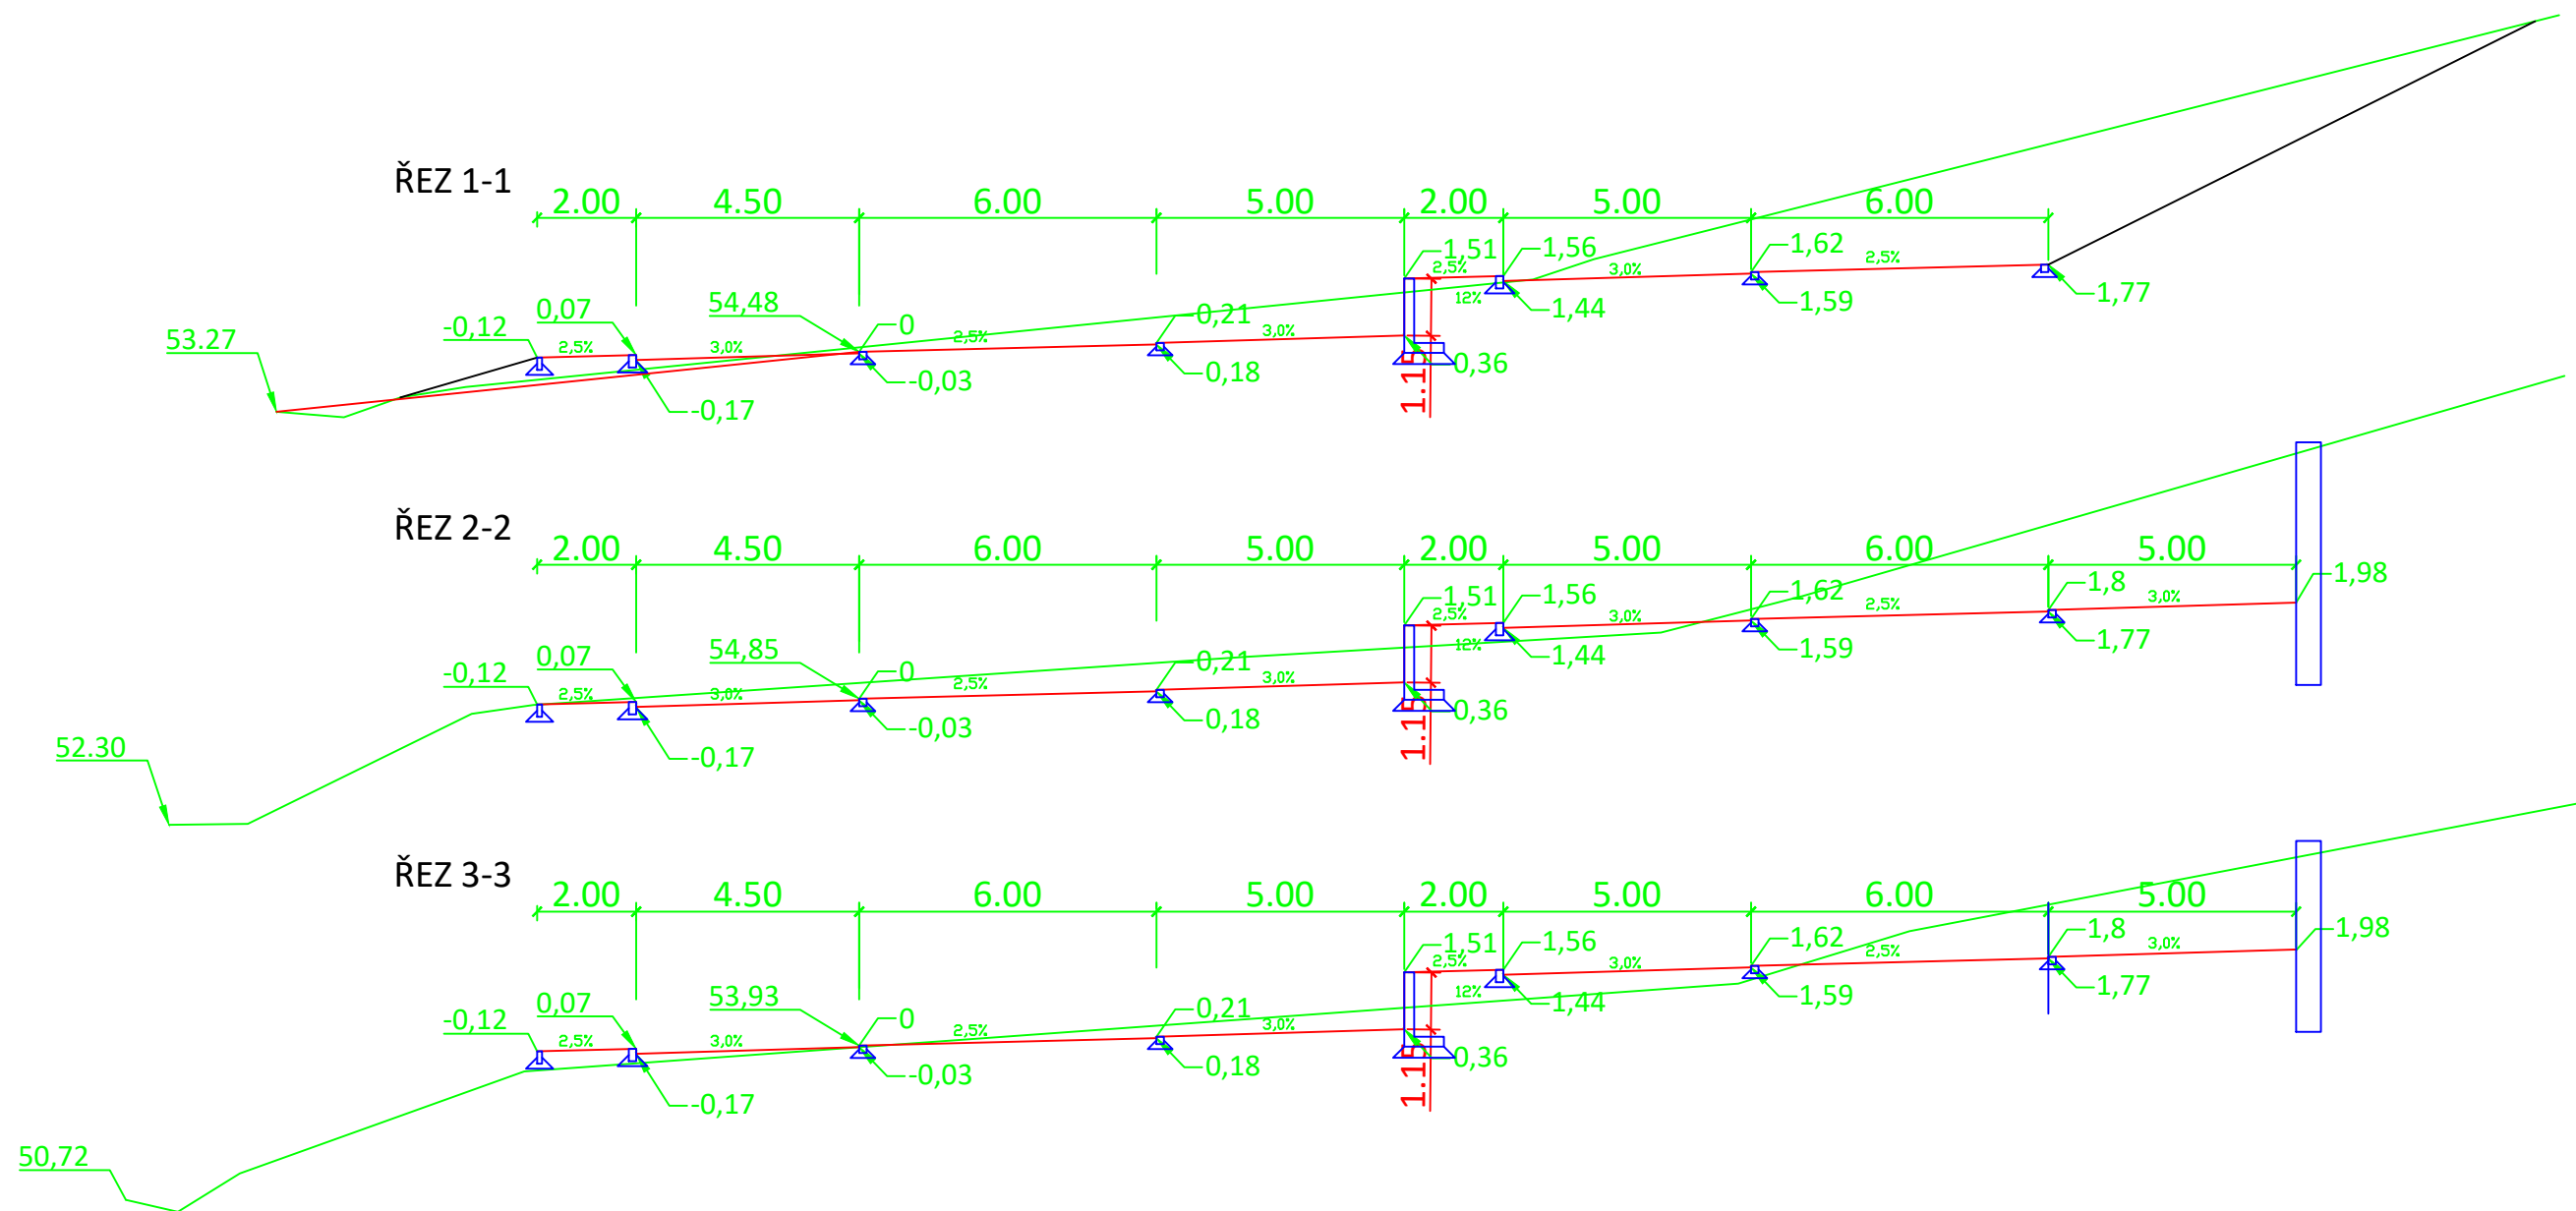 ŘEZ 1-1
2.00 4.50 6.00 5.00 2.00 5.00 6.00
1,51 1,56 1,62
2,5% 3,0% 2,5%
53.27 -0,12 0,07 54,48 0 0,21 12% 1,44 1,59 1,77
2,5% 3,0% 2,5% 3,0%
-0,17 -0,03 0,18 0,36
1.15
ŘEZ 2-2
2.00 4.50 6.00 5.00 2.00 5.00 6.00 5.00
1,51 1,56 1,62 1,8 1,98
2,5% 3,0% 2,5% 3,0%
-0,12 0,07 54,85 0 0,21 12% 1,44 1,59 1,77
2,5% 3,0% 2,5% 3,0%
52.30 -0,17 -0,03 0,18 0,36
1.15
ŘEZ 3-3
2.00 4.50 6.00 5.00 2.00 5.00 6.00 5.00
1,51 1,56 1,62 1,8 1,98
2,5% 3,0% 2,5% 3,0%
-0,12 0,07 53,93 0 0,21 12% 1,44 1,59 1,77
2,5% 3,0% 2,5% 3,0%
-0,17 -0,03 0,18 0,36
1.15
50,72